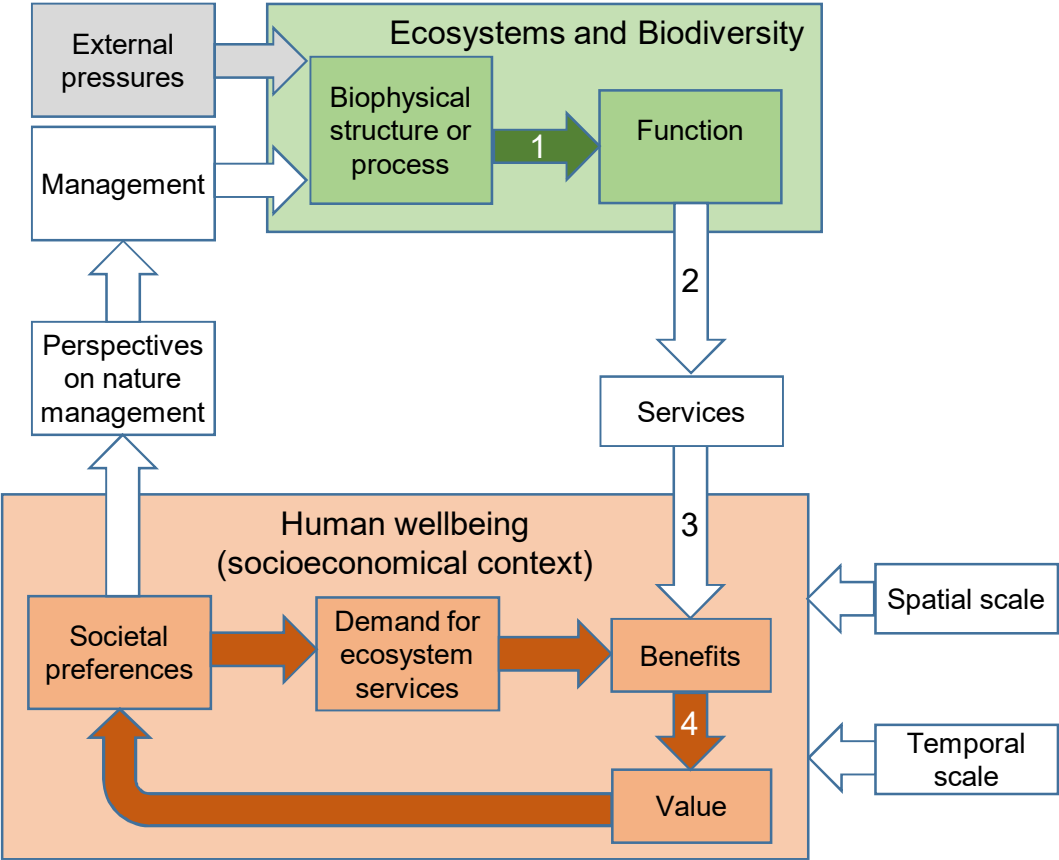 External
pressures
Ecosystems and Biodiversity
Biophysical
structure or
process
1
Function
Management
2
Perspectives
on nature
management
Services
3
Human wellbeing
(socioeconomical context)
Spatial scale
Societal
preferences
Demand for
ecosystem
services
Benefits
4
Temporal
scale
Value